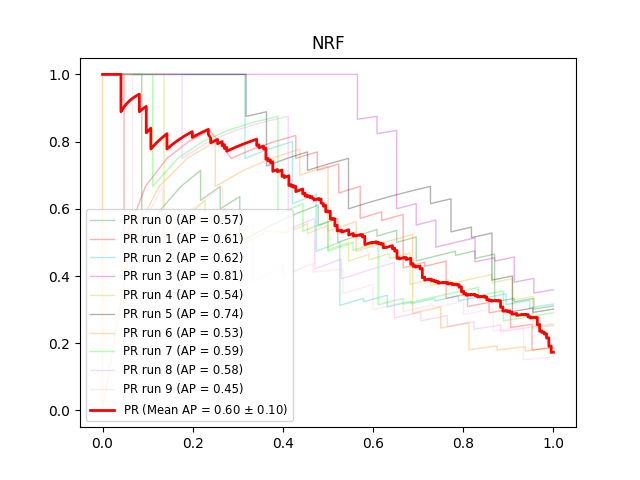 NRF
1.0
0.8
0.6
0.4
0.2
0.0
PR run 0 (AP = 0.57)
PR run 1 (AP = 0.61)
PR run 2 (AP = 0.62)
PR run 3 (AP = 0.81)
PR run 4 (AP = 0.54)
PR run 5 (AP = 0.74)
PR run 6 (AP = 0.53)
PR run 7 (AP = 0.59)
PR run 8 (AP = 0.58)
PR run 9 (AP = 0.45)
PR (Mean AP = 0.60 ± 0.10)
0.0 0.2 0.4 0.6 0.8 1.0